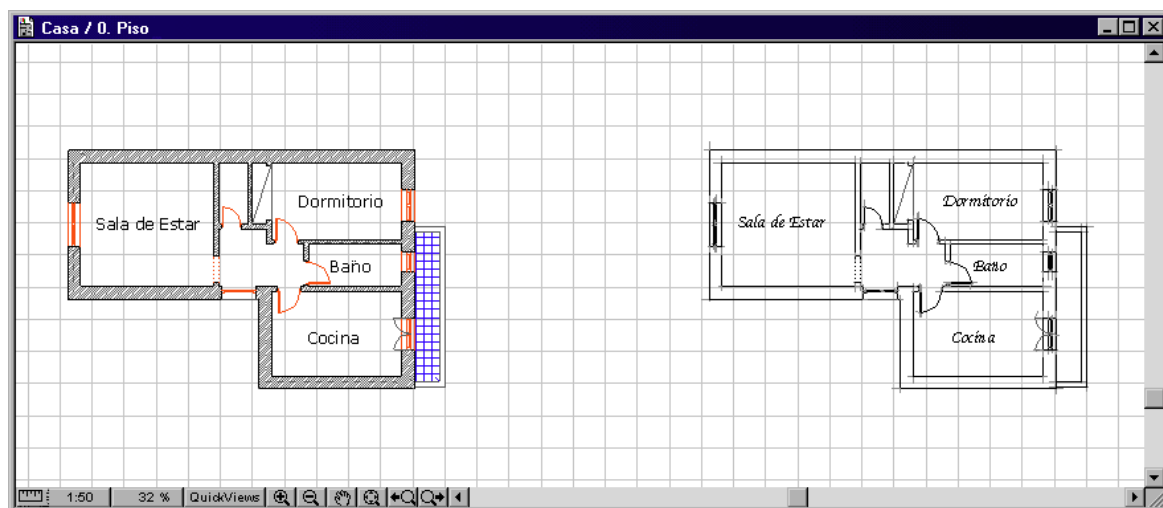 Casa / 0. Piso
Dormitorio
Sala de Estar
Baño
Cocina
Dormitorio
Sala de Estar
Baño
Cocina
1:50 32 % QuickViews